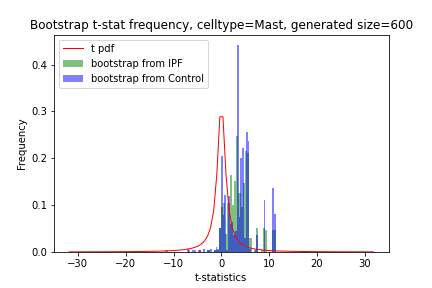 Bootstrap t-stat frequency, celltype=Mast, generated size=600
t pdf
bootstrap from IPF
bootstrap from Control
Frequency
0.4
0.3
0.2
0.1
0.0
−30 −20 −10 0 10 20 30
t-statistics